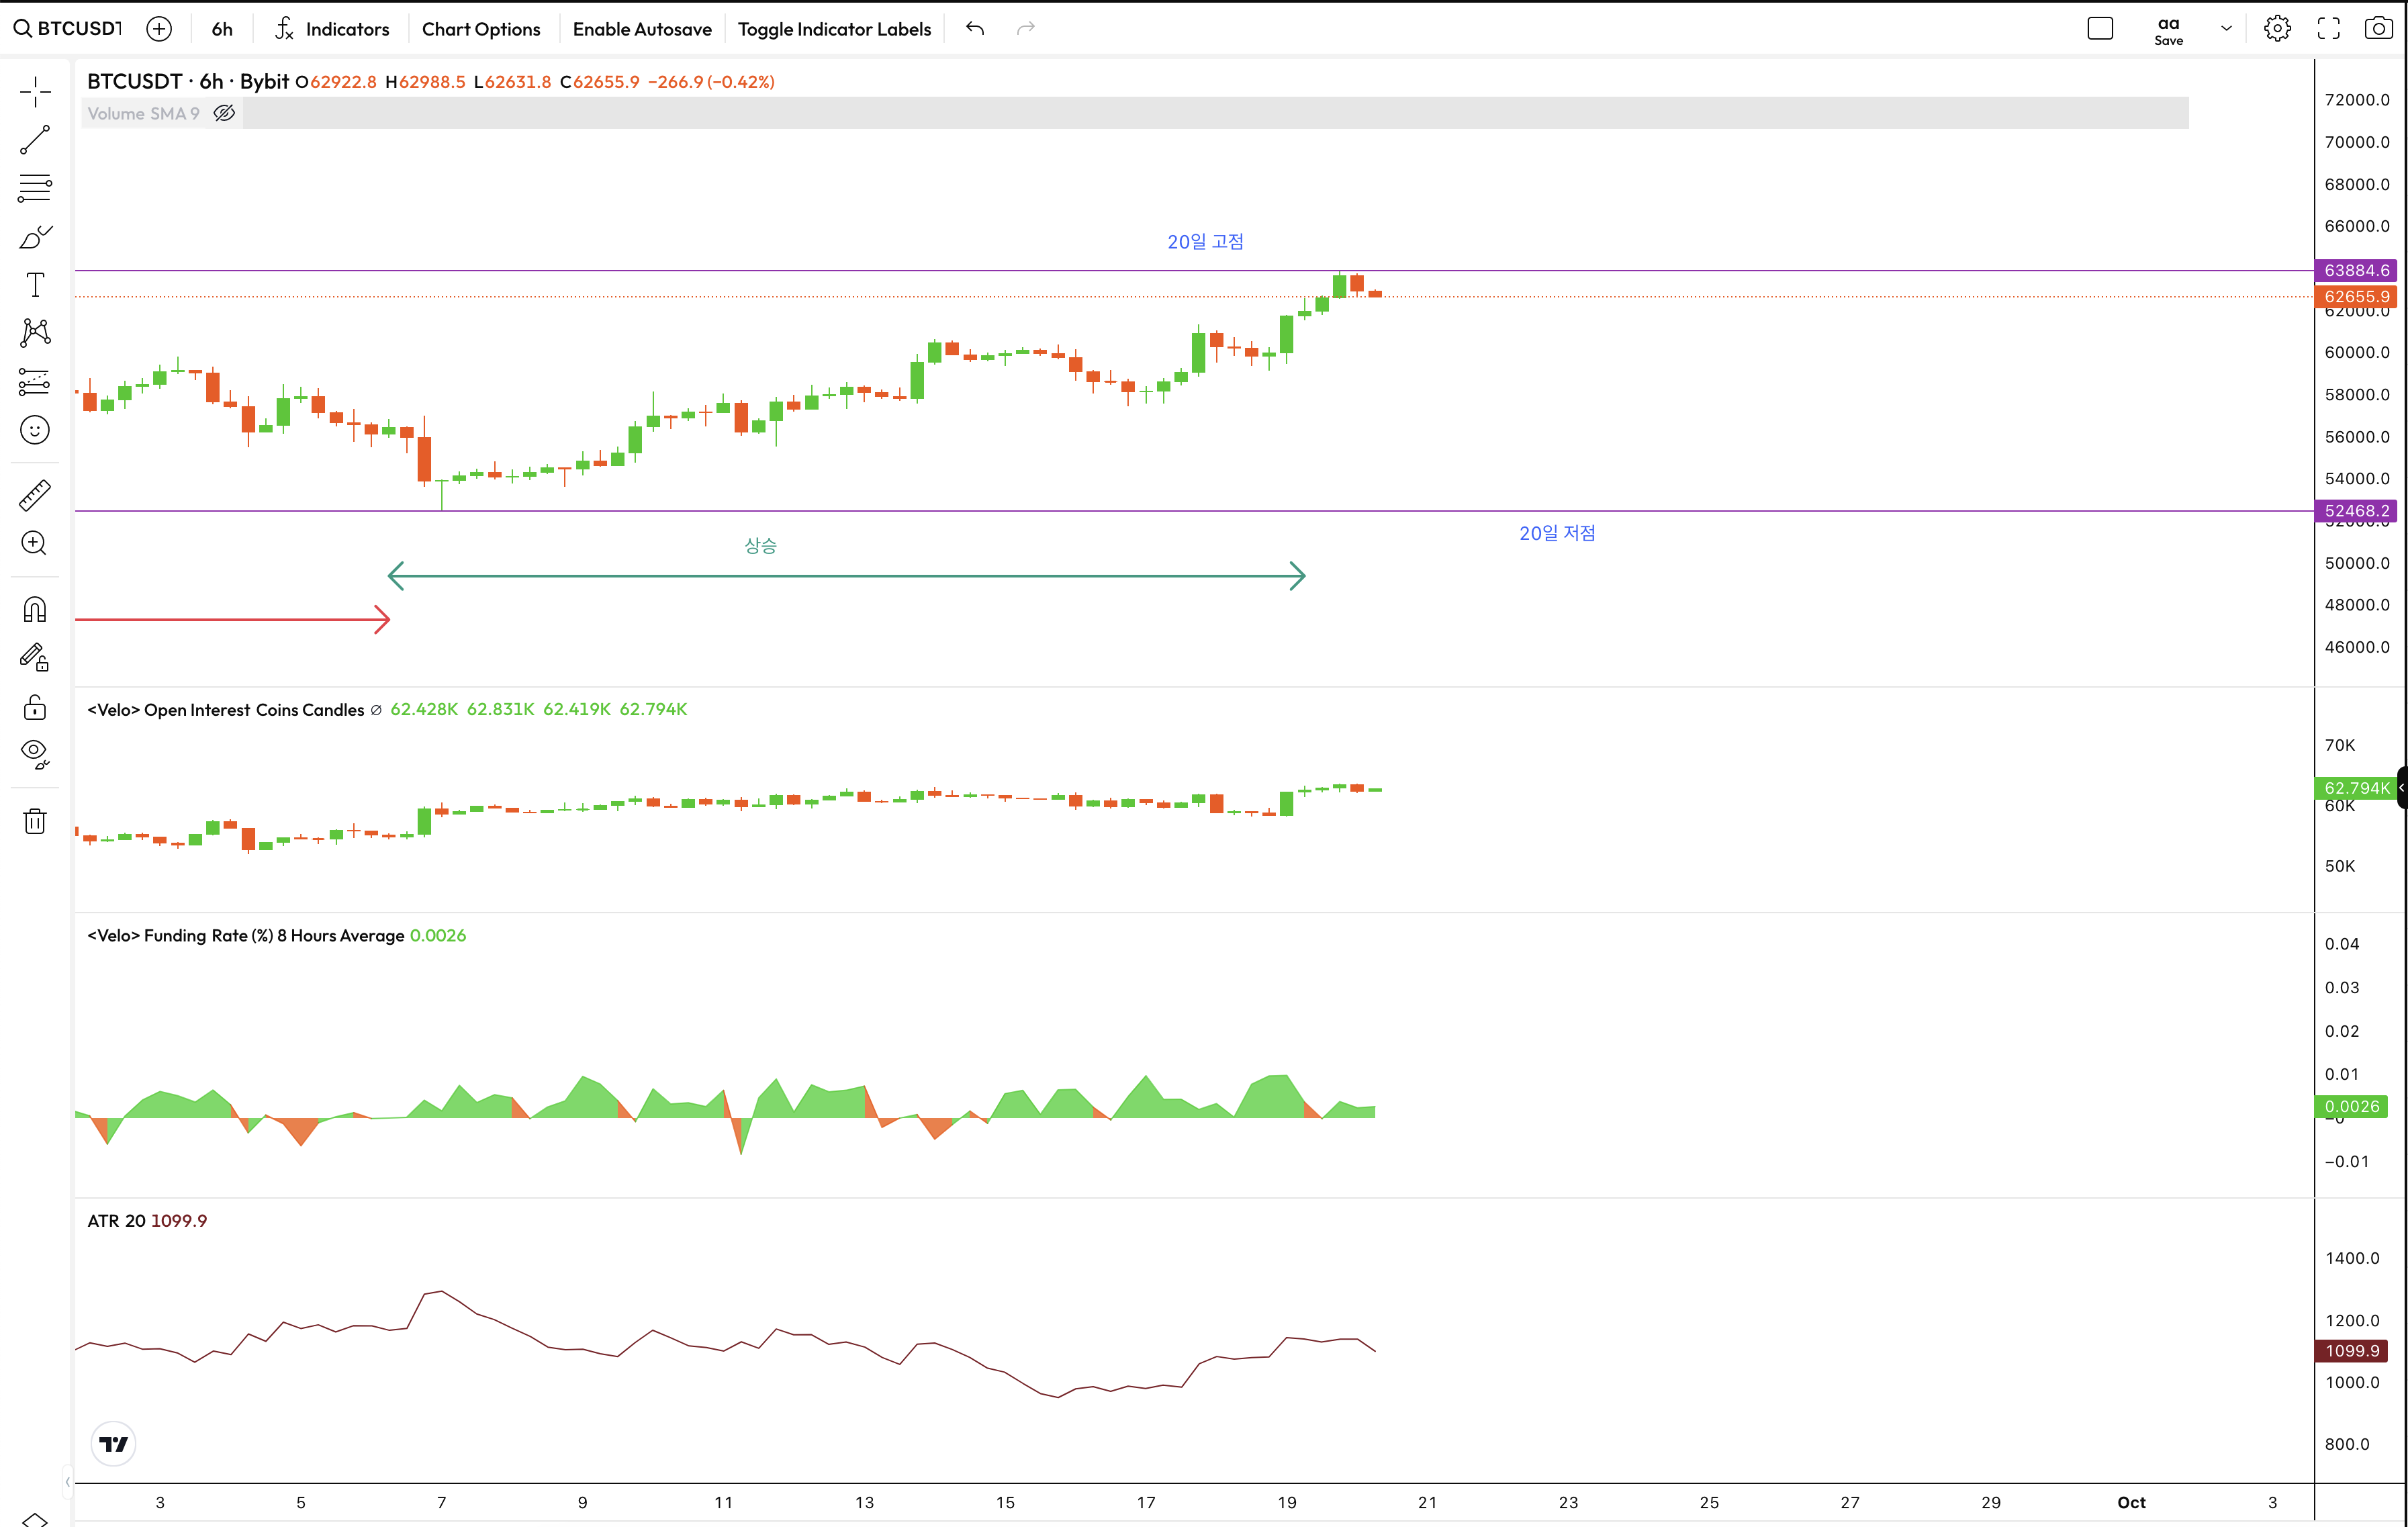 BTCUSDT 6h Indicators Chart Options Enable Autosave Toggle Indicator Labels aa
Save
BTCUSDT · 6h · Bybit O62922.8 H62988.5 L62631.8 C62655.9 −266.9 (−0.42%)
Volume SMA 9
72000.0
70000.0
68000.0
66000.0
20일 고점
63884.6
62655.9
62000.0
60000.0
58000.0
56000.0
54000.0
52468.2
52000.0
20일 저점
상승
50000.0
48000.0
46000.0
<Velo> Open Interest Coins Candles ∅ 62.428K 62.831K 62.419K 62.794K
70K
62.794K
60K
50K
<Velo> Funding Rate (%) 8 Hours Average 0.0026
0.04
0.03
0.02
0.01
0.0026
−0
−0.01
ATR 20 1099.9
1400.0
1200.0
1099.9
1000.0
800.0
3 5 7 9 11 13 15 17 19 21 23 25 27 29 Oct 3